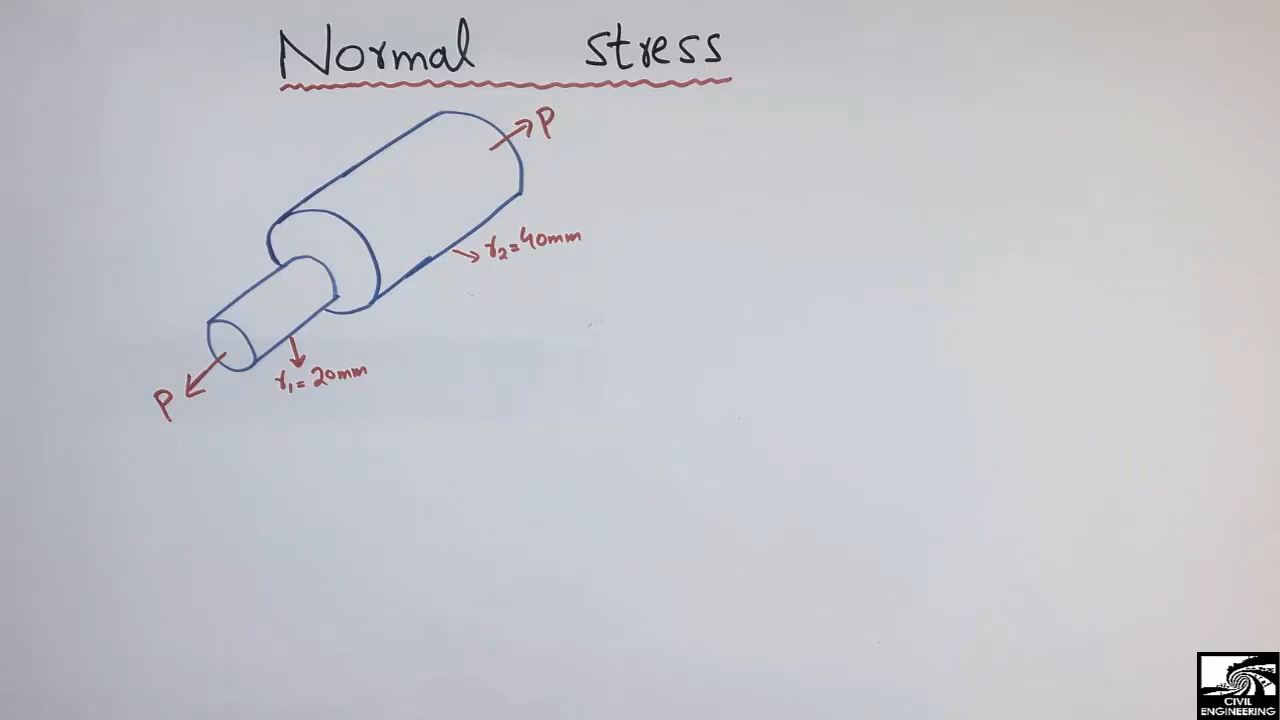 Normal stress
P
r₂=40mm
r₁=20mm
P
CIVIL
ENGINEERING